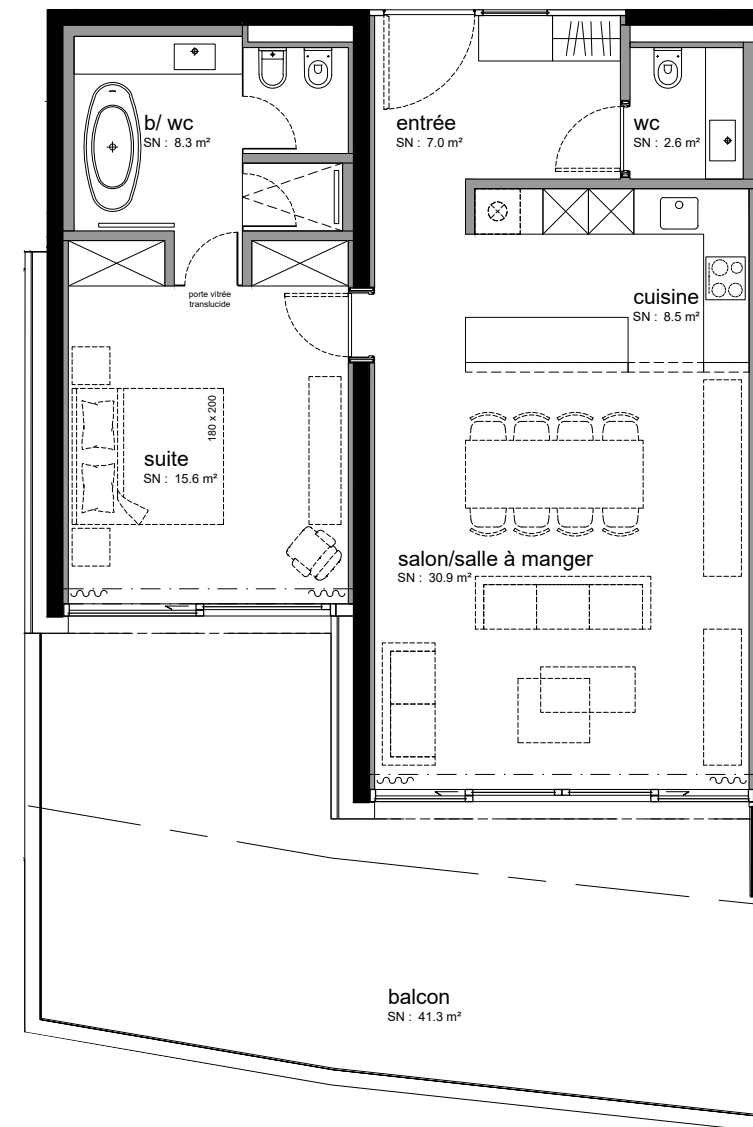 b/ wc
SN : 8.3 m²
entrée
SN : 7.0 m²
wc
SN : 2.6 m²
porte vitrée
translucide
cuisine
SN : 8.5 m²
180 x 200
suite
SN : 15.6 m²
salon/salle à manger
SN : 30.9 m²
balcon
SN : 41.3 m²